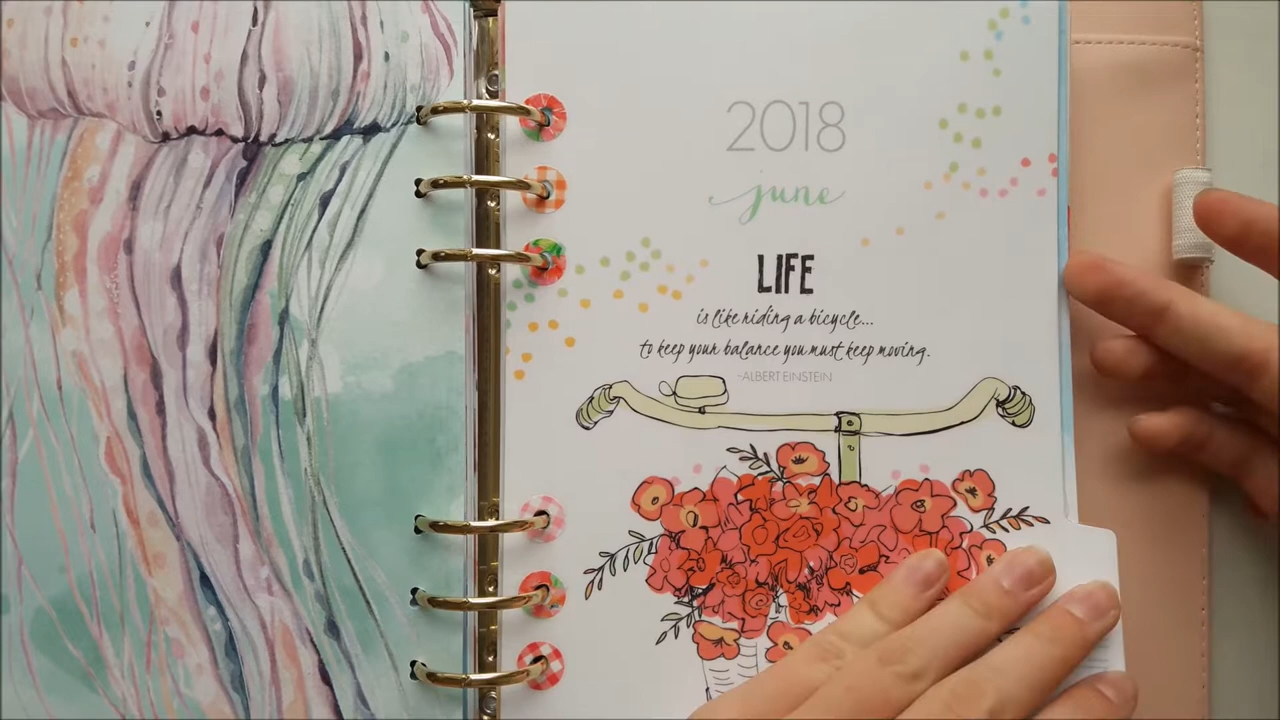 2018
june
LIFE
is like riding a bicycle...
to keep your balance you must keep moving.
~ALBERT EINSTEIN